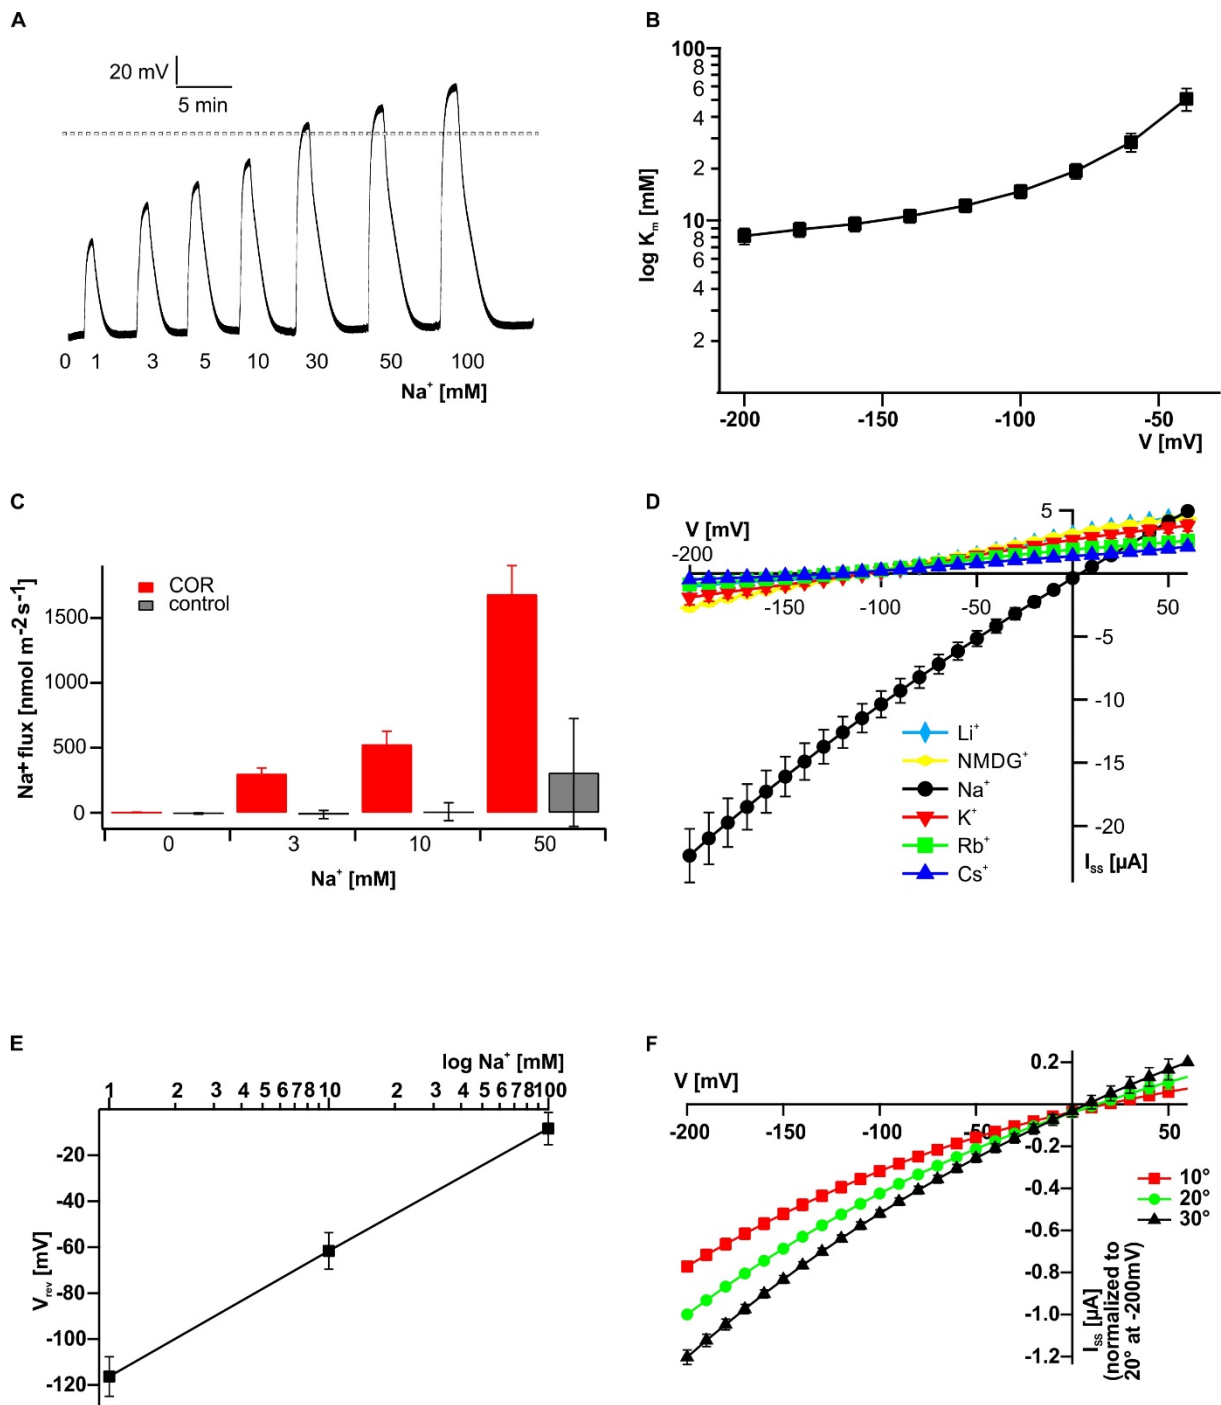 A
20 mV
5 min
0 1 3 5 10 30 50 100
Na⁺ [mM]
B
100
8
6
4
2
10
8
6
4
2
log Kₘ [mM]
-200 -150 -100 -50
V [mV]
C
COR
control
1500
1000
500
0
Na+ flux [nmol m-2s-1]
0 3 10 50
Na⁺ [mM]
D
V [mV]
-200 -150 -100 -50 50
5
-5
-10
-15
-20
Li⁺
NMDG⁺
Na⁺
K⁺
Rb⁺
Cs⁺
Iss [µA]
E
log Na⁺ [mM]
1 2 3 4 5 6 7 8 10 2 3 4 5 6 7 8 100
-20
-40
-60
-80
-100
-120
Vrev [mV]
F
V [mV]
-200 -150 -100 -50 50
0.2
-0.2
-0.4
-0.6
-0.8
-1.0
-1.2
10°
20°
30°
Iss [µA]
(normalized to
20° at -200mV)